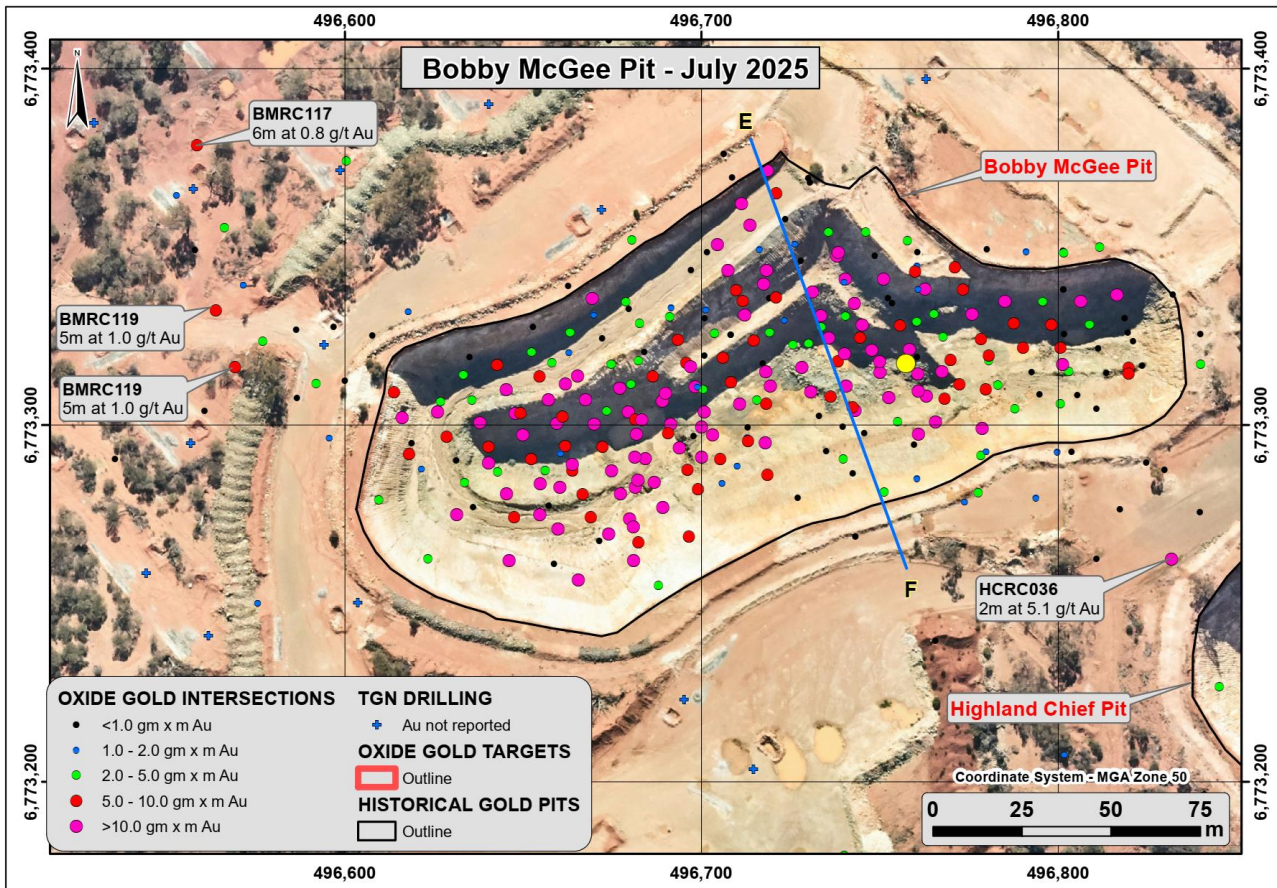 496,600
496,700
496,800
6,773,400
6,773,400
N
Bobby McGee Pit - July 2025
BMRC117
6m at 0.8 g/t Au
E
Bobby McGee Pit
BMRC119
5m at 1.0 g/t Au
BMRC119
5m at 1.0 g/t Au
6,773,300
6,773,300
F
HCRC036
2m at 5.1 g/t Au
Highland Chief Pit
OXIDE GOLD INTERSECTIONS
<1.0 gm x m Au
1.0 - 2.0 gm x m Au
2.0 - 5.0 gm x m Au
5.0 - 10.0 gm x m Au
>10.0 gm x m Au
TGN DRILLING
Au not reported
OXIDE GOLD TARGETS
Outline
HISTORICAL GOLD PITS
Outline
6,773,200
6,773,200
Coordinate System - MGA Zone 50
0 25 50 75
m
496,600
496,700
496,800